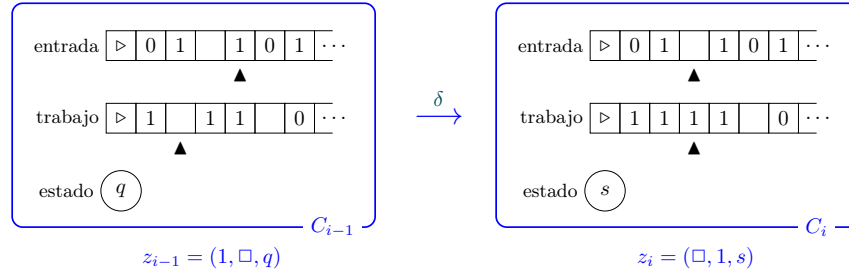 entrada ▷ 0 1   1 0 1 ⋯
trabajo ▷ 1   1 1   0 ⋯
estado q
C_{i−1}
z_{i−1} = (1, □, q)
δ
entrada ▷ 0 1   1 0 1 ⋯
trabajo ▷ 1 1 1 1   0 ⋯
estado s
C_i
z_i = (□, 1, s)